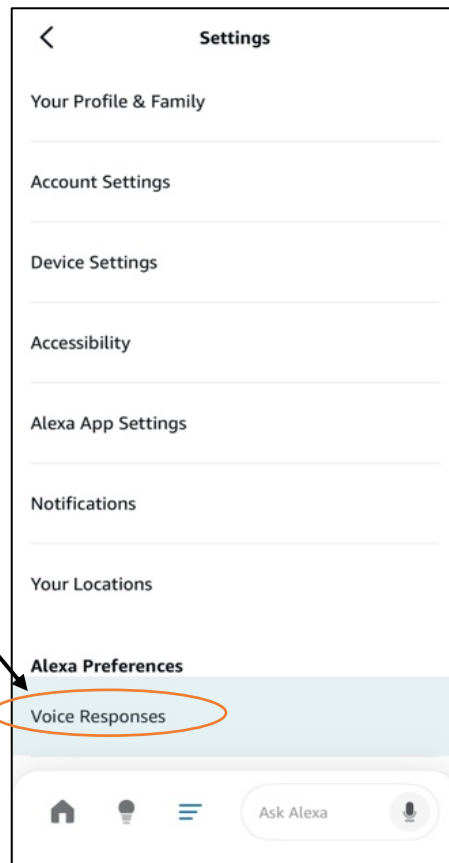 Settings
Your Profile & Family
Account Settings
Device Settings
Accessibility
Alexa App Settings
Notifications
Your Locations
Alexa Preferences
Voice Responses
Ask Alexa